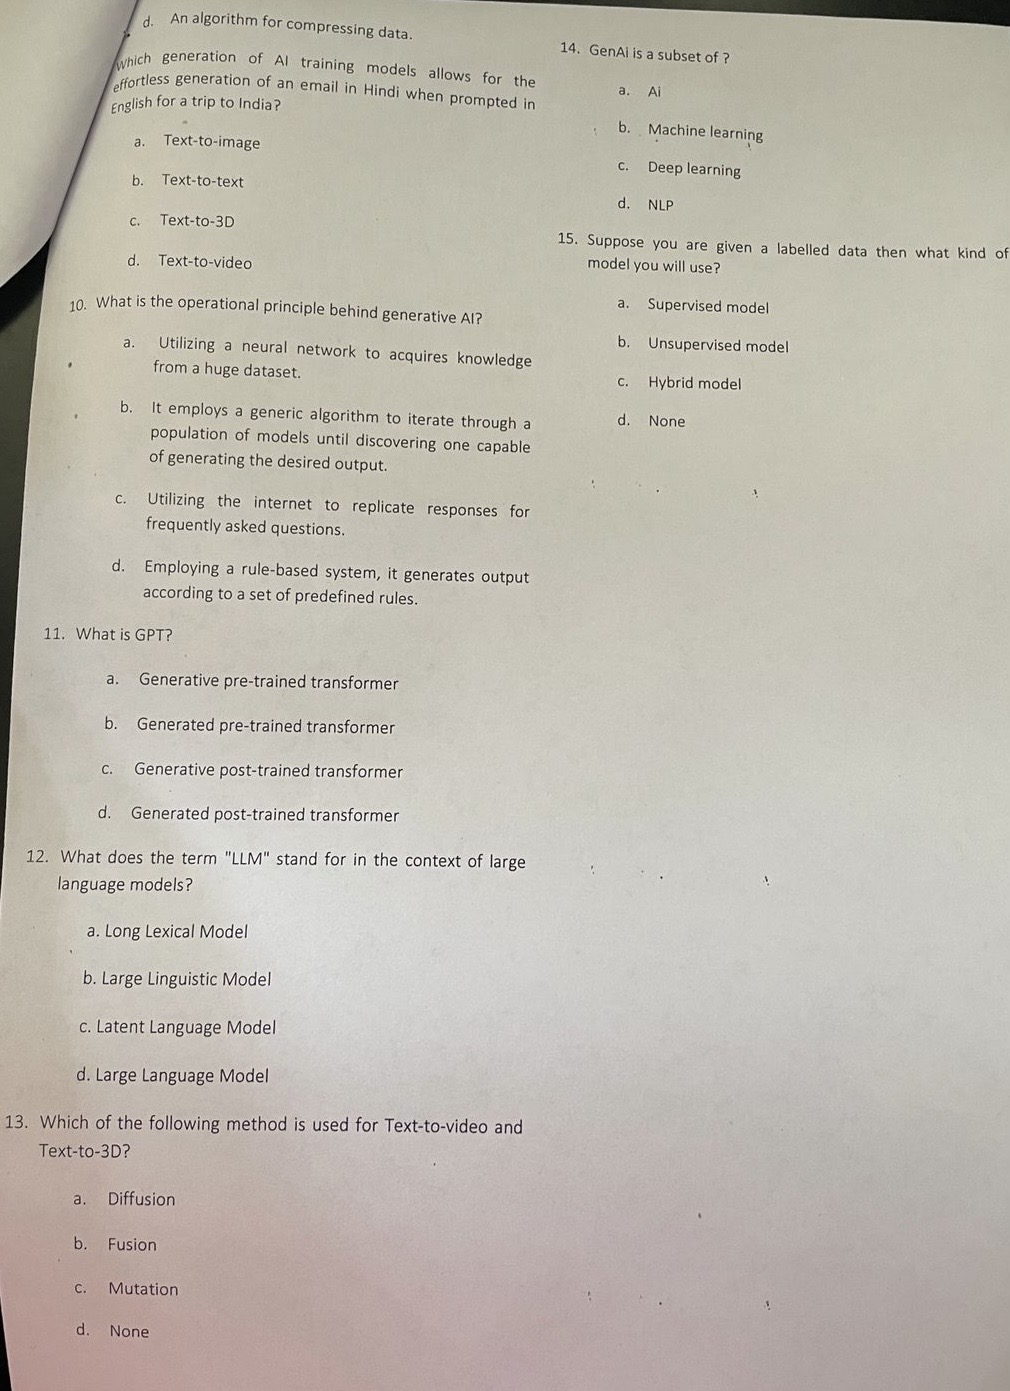 d. An algorithm for compressing data.
which generation of AI training models allows for the
effortless generation of an email in Hindi when prompted in
English for a trip to India?
a. Text-to-image
b. Text-to-text
c. Text-to-3D
d. Text-to-video
10. What is the operational principle behind generative AI?
a. Utilizing a neural network to acquires knowledge
from a huge dataset.
b. It employs a generic algorithm to iterate through a
population of models until discovering one capable
of generating the desired output.
c. Utilizing the internet to replicate responses for
frequently asked questions.
d. Employing a rule-based system, it generates output
according to a set of predefined rules.
11. What is GPT?
a. Generative pre-trained transformer
b. Generated pre-trained transformer
c. Generative post-trained transformer
d. Generated post-trained transformer
12. What does the term "LLM" stand for in the context of large
language models?
a. Long Lexical Model
b. Large Linguistic Model
c. Latent Language Model
d. Large Language Model
13. Which of the following method is used for Text-to-video and
Text-to-3D?
a. Diffusion
b. Fusion
c. Mutation
d. None
14. GenAi is a subset of ?
a. Ai
b. Machine learning
c. Deep learning
d. NLP
15. Suppose you are given a labelled data then what kind of
model you will use?
a. Supervised model
b. Unsupervised model
c. Hybrid model
d. None